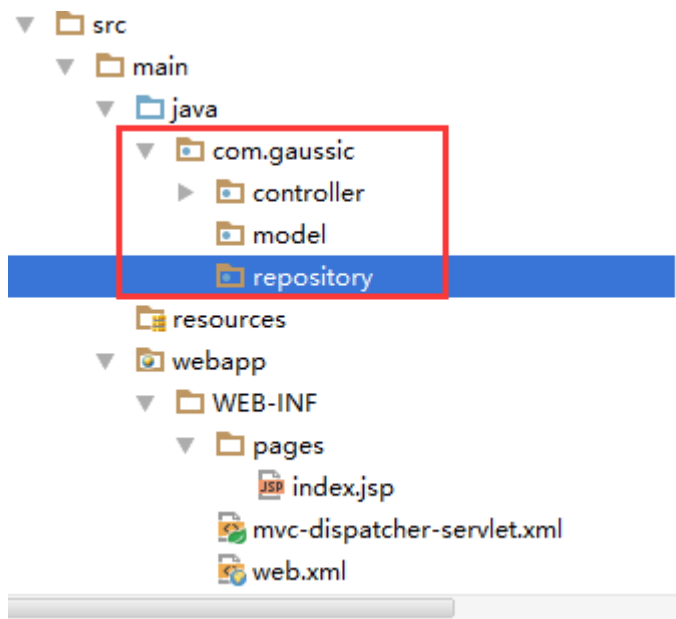 src
main
java
com.gaussic
controller
model
repository
resources
webapp
WEB-INF
pages
JSP index.jsp
mvc-dispatcher-servlet.xml
web.xml